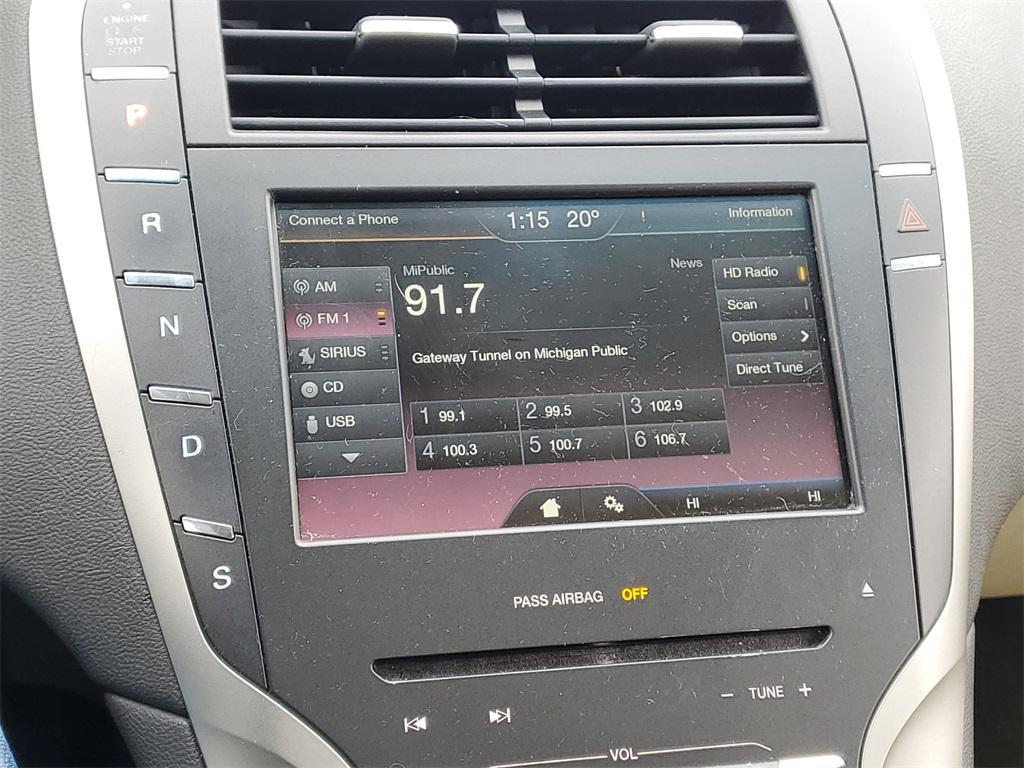 ENGINE
START
STOP
P
R
N
D
S
Connect a Phone 1:15 20° ! Information
AM
FM 1
SIRIUS
CD
USB
MiPublic News
91.7
Gateway Tunnel on Michigan Public
1 99.1 2 99.5 3 102.9
4 100.3 5 100.7 6 106.7
HD Radio
Scan
Options
Direct Tune
HI HI
PASS AIRBAG OFF
– TUNE +
VOL